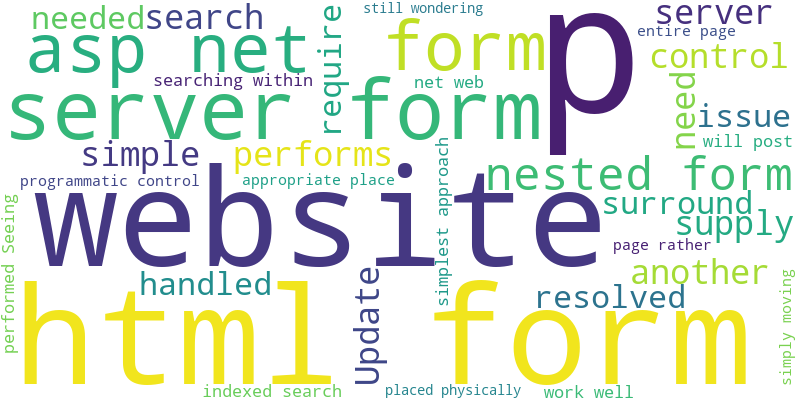 needed
search
still wondering
server
entire page
asp net
require
form
p
control
searching within
net web
need
server form
issue
will post
simple
performs
simplest approach
nested form
programmatic control
appropriate place
website
surround
supply
performed Seeing
page rather
handled
Update
another
resolved
simply moving
html form
indexed search
placed physically
work well